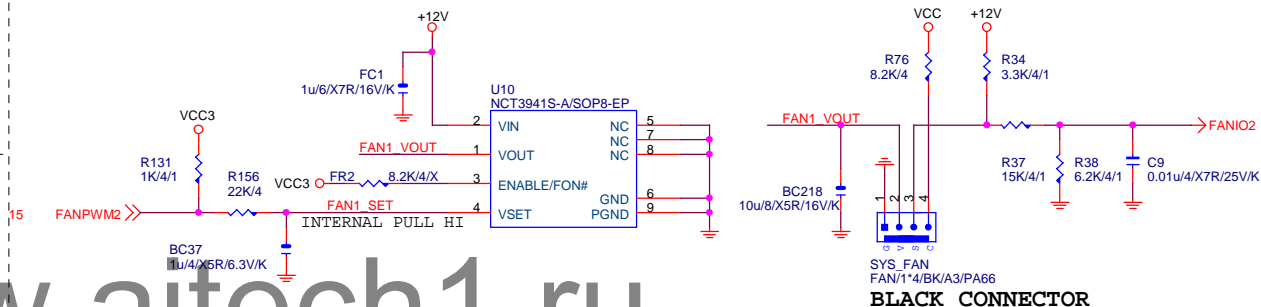 +12V
FC1
1u/6/X7R/16V/K
U10
NCT3941S-A/SOP8-EP
2 VIN
1 VOUT
3 ENABLE/FON#
4 VSET
NC 5
NC 7
NC 8
GND 6
PGND 9
FAN1_VOUT
VCC3
FR2 8.2K/4/X
FAN1_SET
INTERNAL PULL HI
VCC3
R131
1K/4/1
R156
22K/4
15 FANPWM2
BC37
1u/4/X5R/6.3V/K
VCC
+12V
R76
8.2K/4
R34
3.3K/4/1
FAN1_VOUT
FANIO2
BC218
10u/8/X5R/16V/K
R37
15K/4/1
R38
6.2K/4/1
C9
0.01u/4/X7R/25V/K
1 2 3 4
G V S C
SYS_FAN
FAN/1*4/BK/A3/PA66
BLACK CONNECTOR
w.aitech1.ru